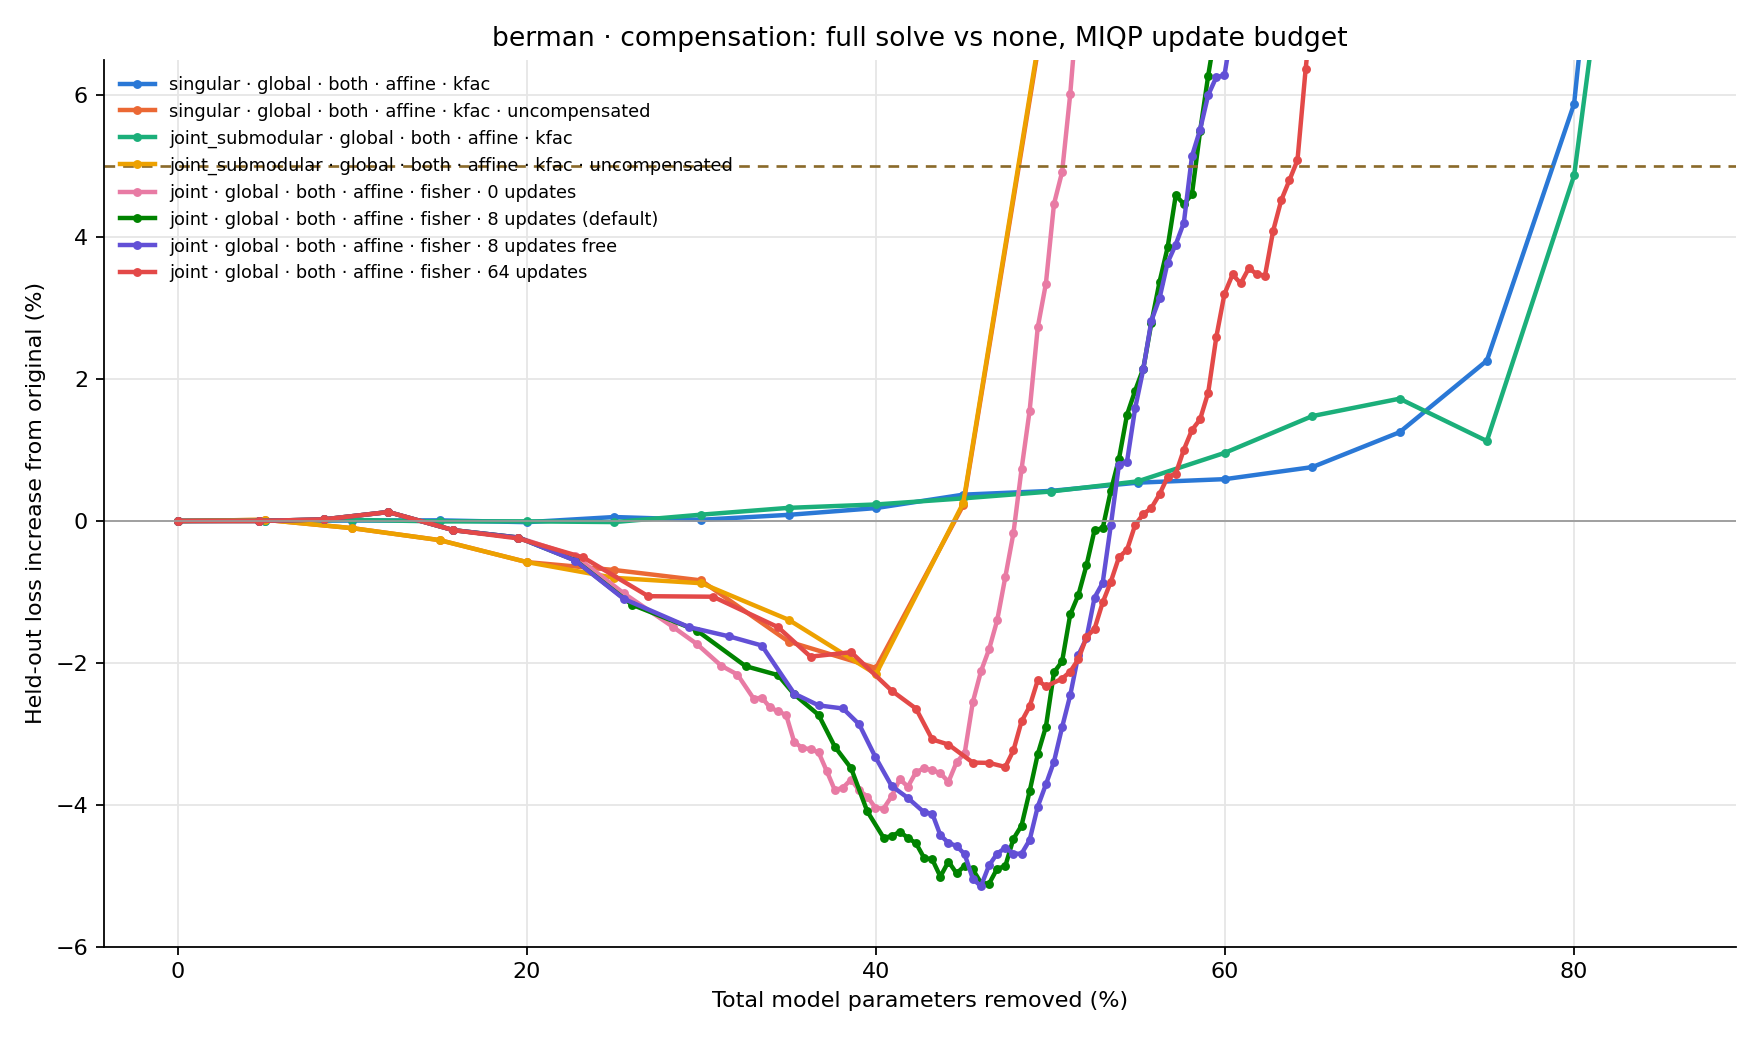 berman · compensation: full solve vs none, MIQP update budget
singular · global · both · affine · kfac
singular · global · both · affine · kfac · uncompensated
joint_submodular · global · both · affine · kfac
joint_submodular · global · both · affine · kfac · uncompensated
joint · global · both · affine · fisher · 0 updates
joint · global · both · affine · fisher · 8 updates (default)
joint · global · both · affine · fisher · 8 updates free
joint · global · both · affine · fisher · 64 updates
Held-out loss increase from original (%)
6
4
2
0
−2
−4
−6
0 20 40 60 80
Total model parameters removed (%)